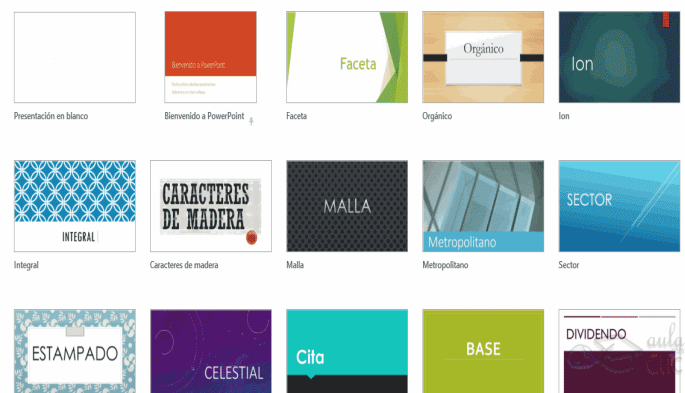 Bienvenido a PowerPoint
Faceta
Orgánico
Ion
Presentación en blanco
Bienvenido a PowerPoint
Faceta
Orgánico
Ion
INTEGRAL
CARACTERES
DE MADERA
MALLA
Metropolitano
SECTOR
Integral
Caracteres de madera
Malla
Metropolitano
Sector
ESTAMPADO
CELESTIAL
Cita
BASE
DIVIDENDO
aula
CLIC